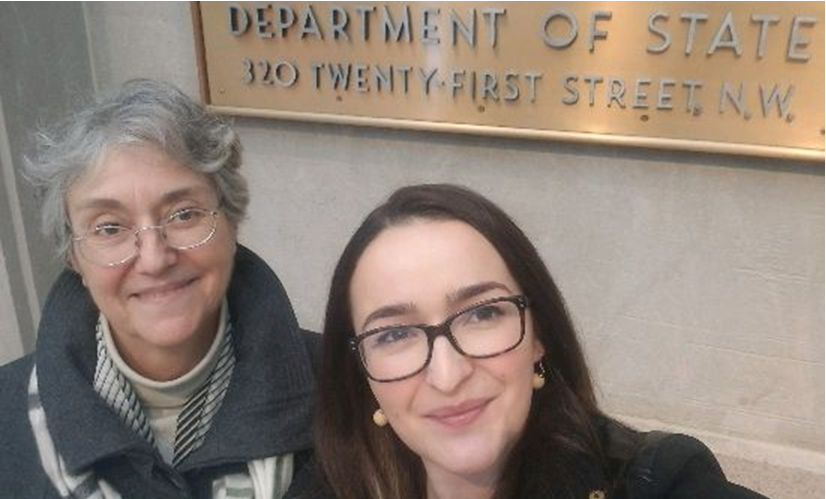 DEPARTMENT OF STATE
320 TWENTY-FIRST STREET, N.W.